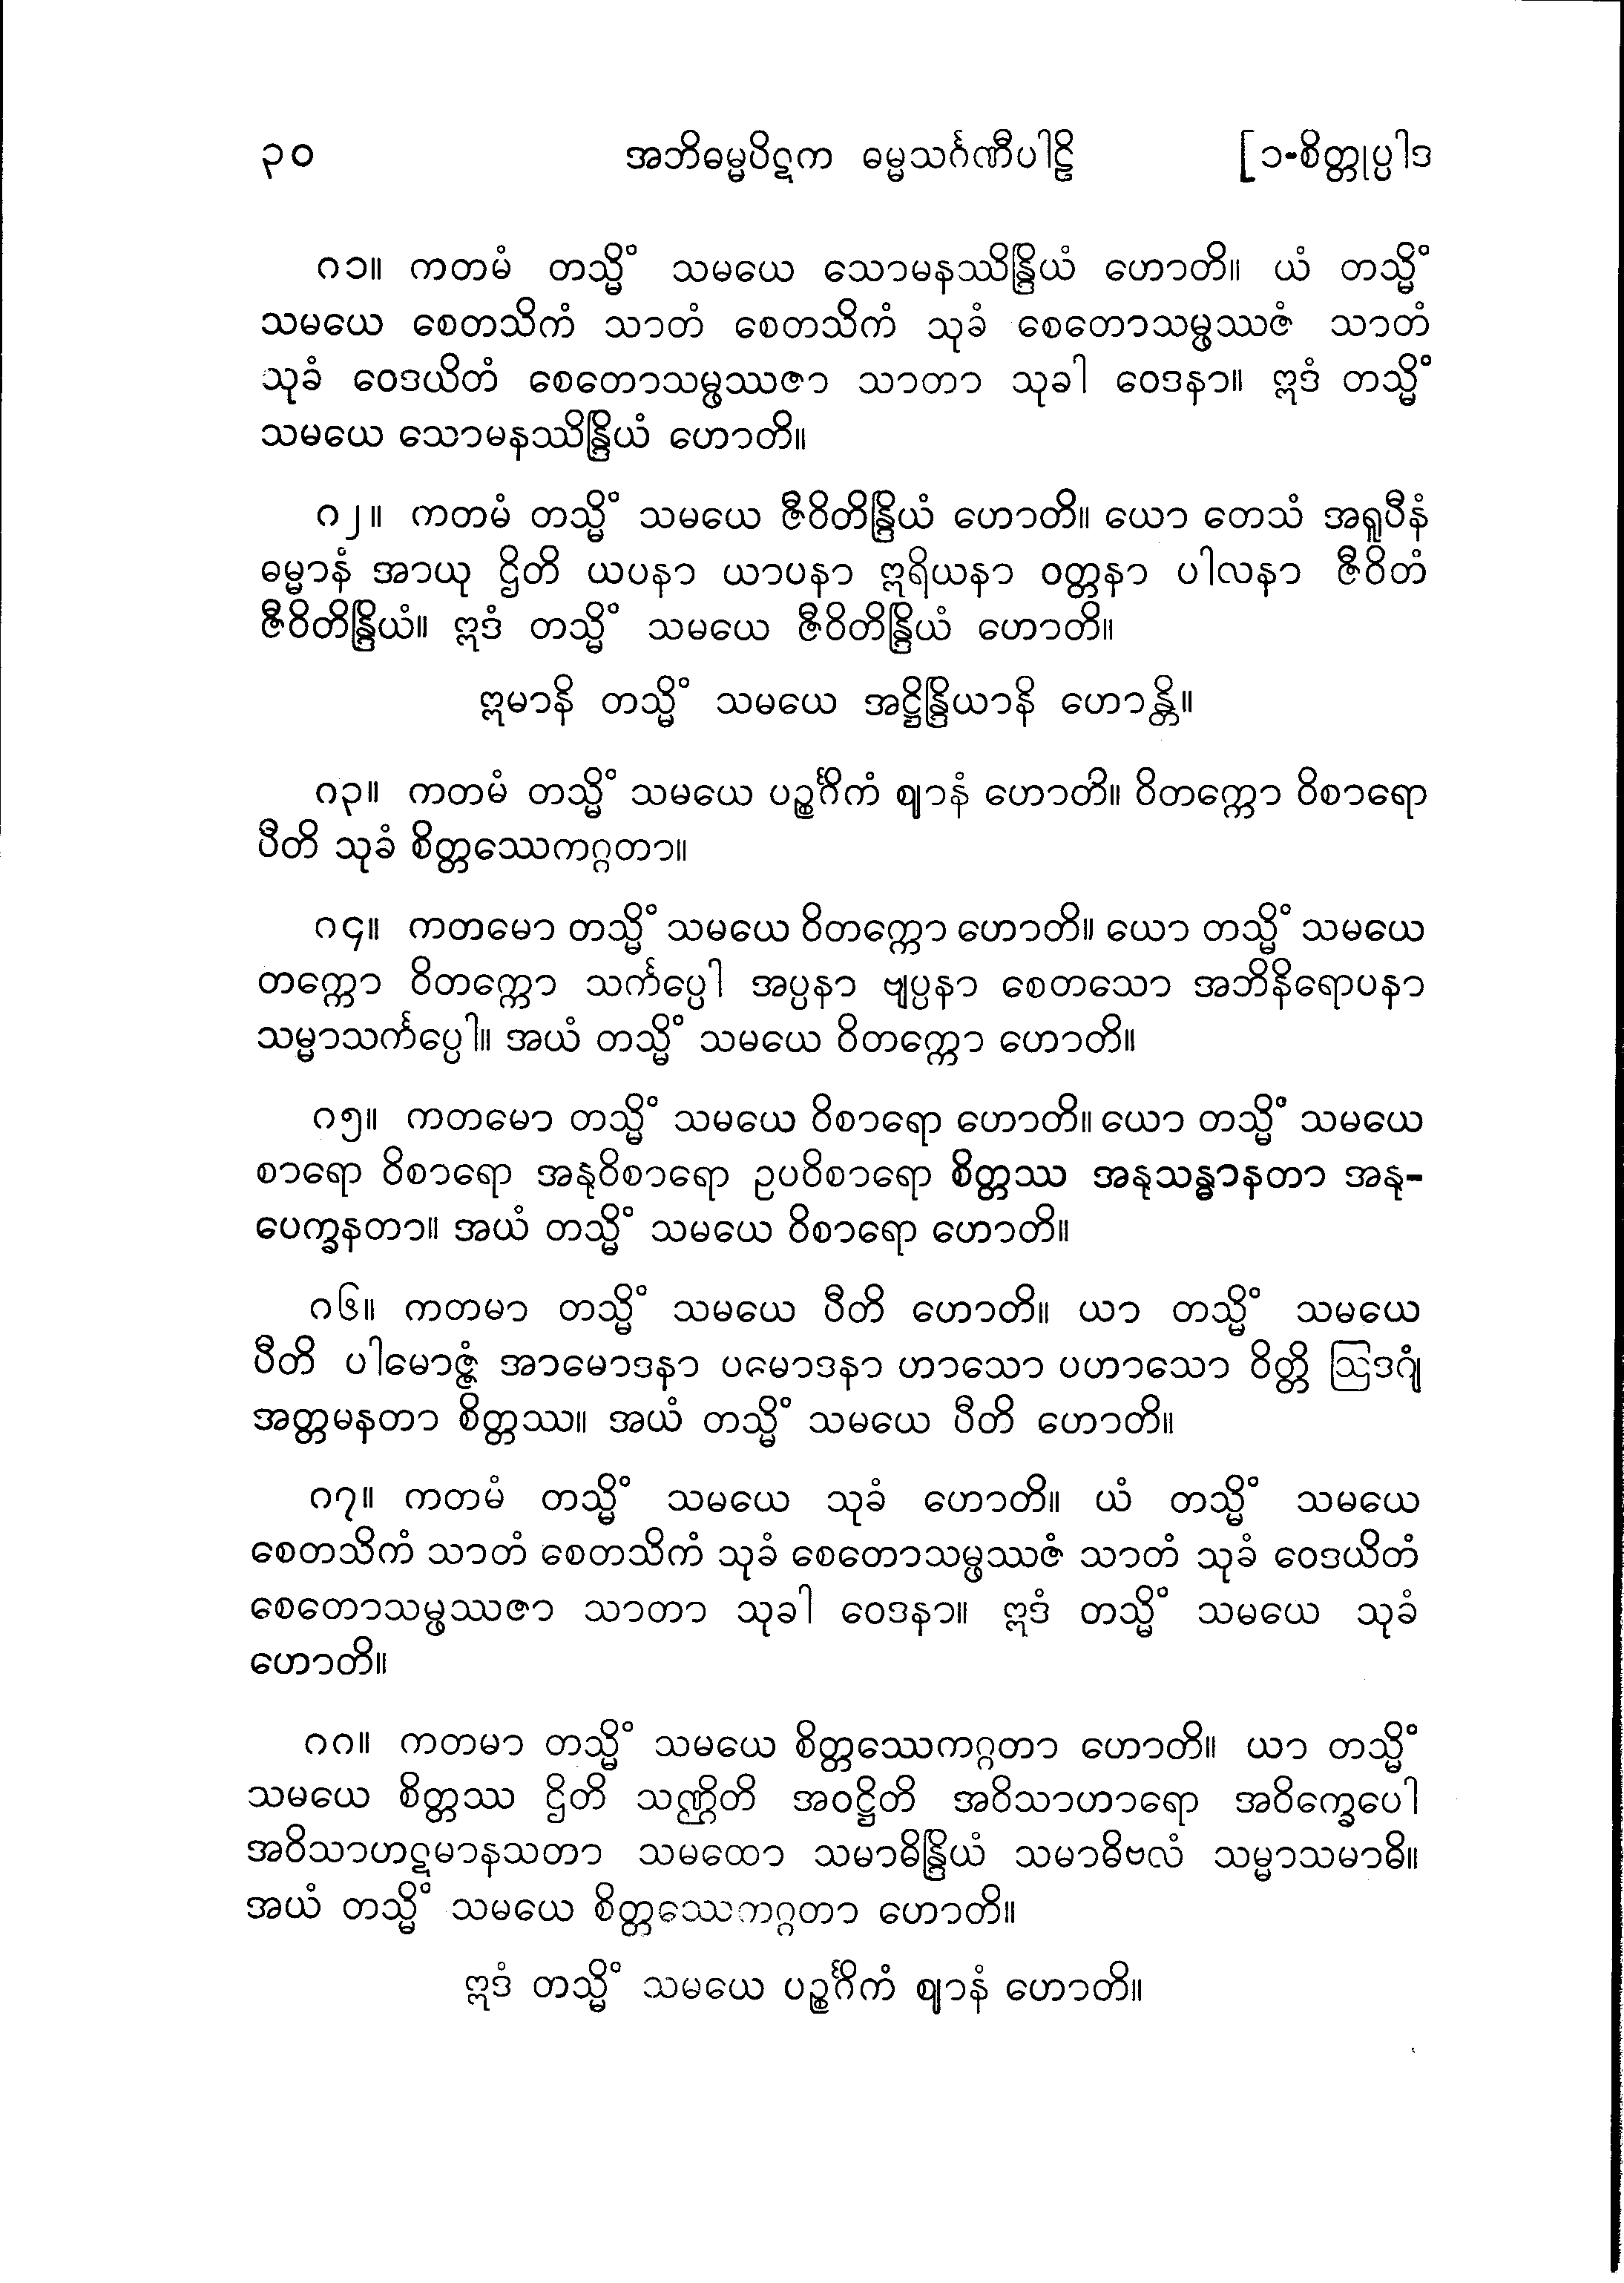 ၃၀ အဘိဓမ္မပိဋက ဓမ္မသင်္ဂဏီပါဠိ [၁-စိတ္တုပ္ပါဒ
၈၁။ ကတမံ တသ္မိံ သမယေ သောမနဿိန္ဒြိယံ ဟောတိ။ ယံ တသ္မိံ
သမယေ စေတသိကံ သာတံ စေတသိကံ သုခံ စေတောသမ္ဖဿဇံ သာတံ
သုခံ ဝေဒယိတံ စေတောသမ္ဖဿဇာ သာတာ သုခါ ဝေဒနာ။ ဣဒံ တသ္မိံ
သမယေ သောမနဿိန္ဒြိယံ ဟောတိ။
၈၂။ ကတမံ တသ္မိံ သမယေ ဇီဝိတိန္ဒြိယံ ဟောတိ။ ယော တေသံ အရူပီနံ
ဓမ္မာနံ အာယု ဌိတိ ယပနာ ယာပနာ ဣရိယနာ ဝတ္တနာ ပါလနာ ဇီဝိတံ
ဇီဝိတိန္ဒြိယံ။ ဣဒံ တသ္မိံ သမယေ ဇီဝိတိန္ဒြိယံ ဟောတိ။
ဣမာနိ တသ္မိံ သမယေ အဋ္ဌိန္ဒြိယာနိ ဟောန္တိ။
၈၃။ ကတမံ တသ္မိံ သမယေ ပဉ္စင်္ဂိကံ ဈာနံ ဟောတိ။ ဝိတက္ကော ဝိစာရော
ပီတိ သုခံ စိတ္တဿေကဂ္ဂတာ။
၈၄။ ကတမော တသ္မိံ သမယေ ဝိတက္ကော ဟောတိ။ ယော တသ္မိံ သမယေ
တက္ကော ဝိတက္ကော သင်္ကပ္ပေါ အပ္ပနာ ဗျပ္ပနာ စေတသော အဘိနိရောပနာ
သမ္မာသင်္ကပ္ပေါ။ အယံ တသ္မိံ သမယေ ဝိတက္ကော ဟောတိ။
၈၅။ ကတမော တသ္မိံ သမယေ ဝိစာရော ဟောတိ။ ယော တသ္မိံ သမယေ
စာရော ဝိစာရော အနုဝိစာရော ဥပဝိစာရော စိတ္တဿ အနုသန္ဓာနတာ အနု-
ပေက္ခနတာ။ အယံ တသ္မိံ သမယေ ဝိစာရော ဟောတိ။
၈၆။ ကတမာ တသ္မိံ သမယေ ပီတိ ဟောတိ။ ယာ တသ္မိံ သမယေ
ပီတိ ပါမောဇ္ဇံ အာမောဒနာ ပမောဒနာ ဟာသော ပဟာသော ဝိတ္တိ ဩဒဂျံ
အတ္တမနတာ စိတ္တဿ။ အယံ တသ္မိံ သမယေ ပီတိ ဟောတိ။
၈၇။ ကတမံ တသ္မိံ သမယေ သုခံ ဟောတိ။ ယံ တသ္မိံ သမယေ
စေတသိကံ သာတံ စေတသိကံ သုခံ စေတောသမ္ဖဿဇံ သာတံ သုခံ ဝေဒယိတံ
စေတောသမ္ဖဿဇာ သာတာ သုခါ ဝေဒနာ။ ဣဒံ တသ္မိံ သမယေ သုခံ
ဟောတိ။
၈၈။ ကတမာ တသ္မိံ သမယေ စိတ္တဿေကဂ္ဂတာ ဟောတိ။ ယာ တသ္မိံ
သမယေ စိတ္တဿ ဌိတိ သဏ္ဌိတိ အဝဋ္ဌိတိ အဝိသာဟာရော အဝိက္ခေပေါ
အဝိသာဟဋမာနသတာ သမထော သမာဓိန္ဒြိယံ သမာဓိဗလံ သမ္မာသမာဓိ။
အယံ တသ္မိံ သမယေ စိတ္တဿေကဂ္ဂတာ ဟောတိ။
ဣဒံ တသ္မိံ သမယေ ပဉ္စင်္ဂိကံ ဈာနံ ဟောတိ။